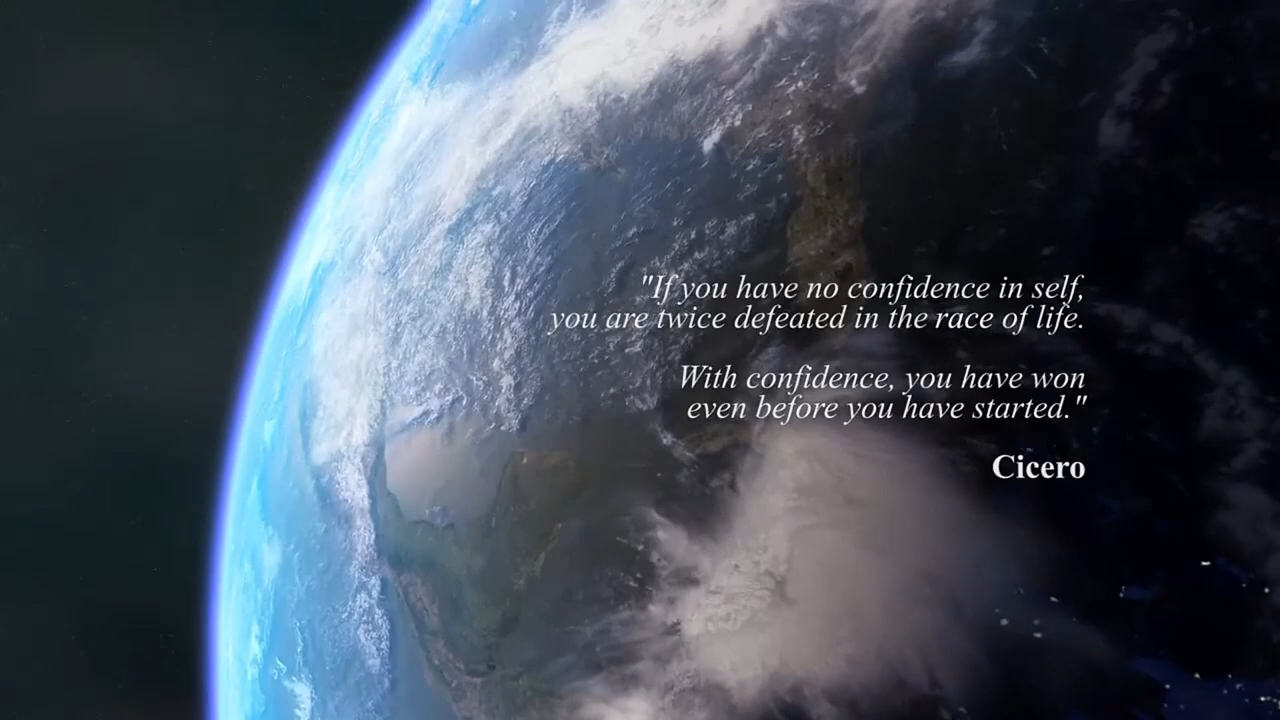 "If you have no confidence in self,
you are twice defeated in the race of life.
With confidence, you have won
even before you have started."
Cicero